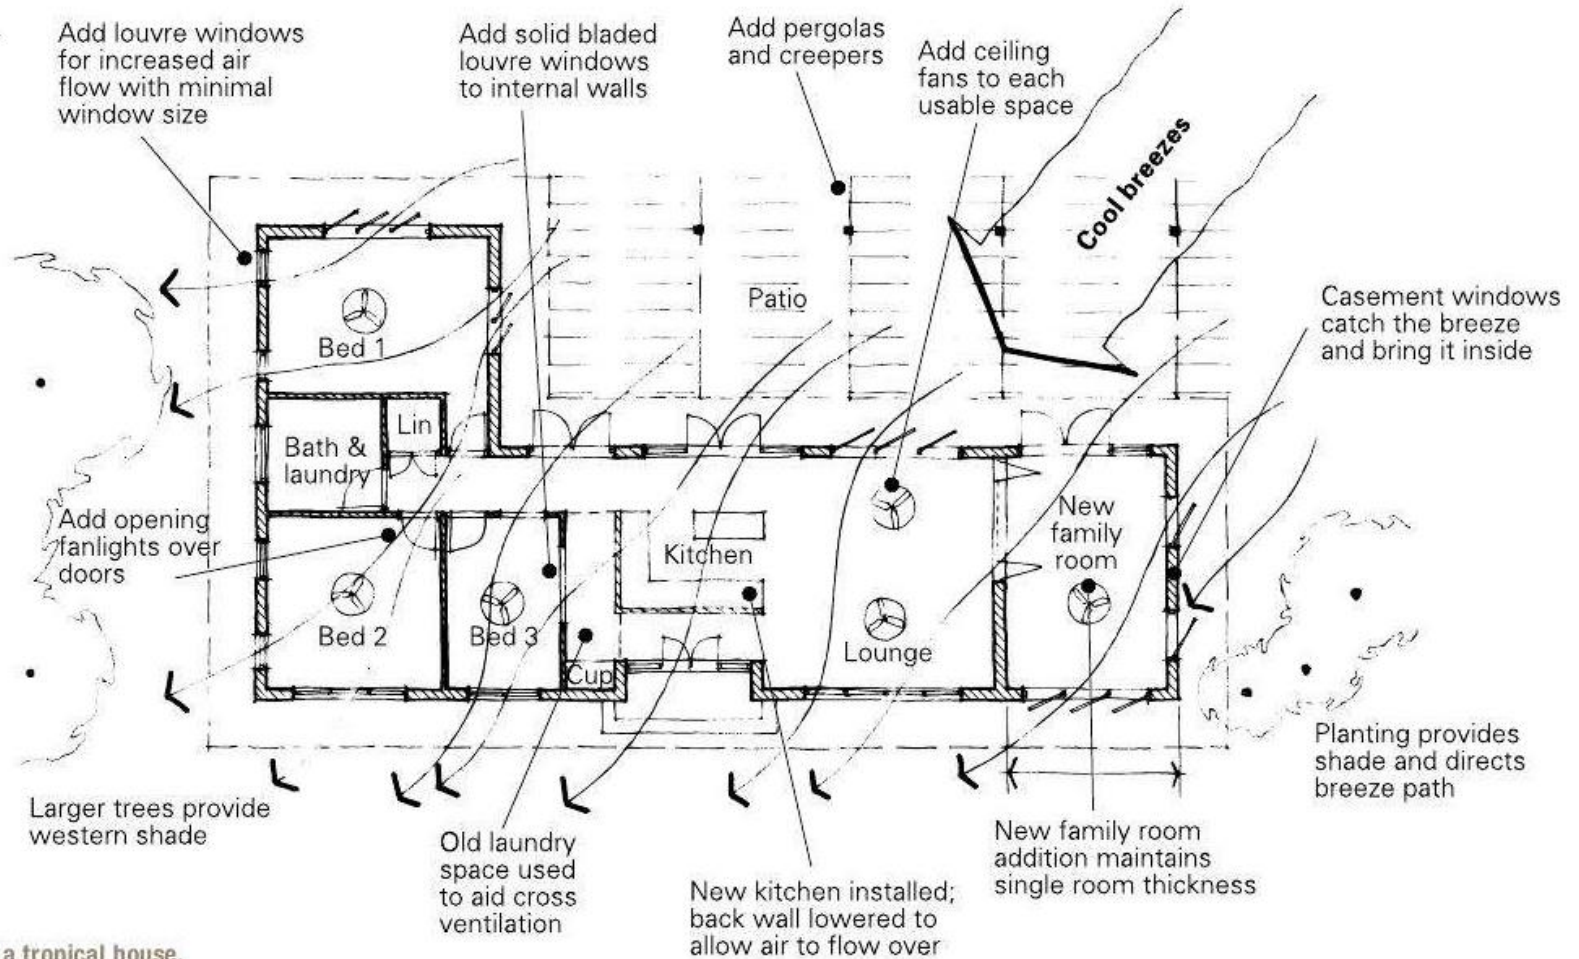 Add louvre windows
for increased air
flow with minimal
window size
Add solid bladed
louvre windows
to internal walls
Add pergolas
and creepers
Add ceiling
fans to each
usable space
Cool breezes
Patio
Casement windows
catch the breeze
and bring it inside
Bed 1
Lin
Bath &
laundry
Add opening
fanlights over
doors
Kitchen
New
family
room
Bed 2
Bed 3
Cup
Lounge
Larger trees provide
western shade
Old laundry
space used
to aid cross
ventilation
New kitchen installed;
back wall lowered to
allow air to flow over
New family room
addition maintains
single room thickness
Planting provides
shade and directs
breeze path
a tropical house